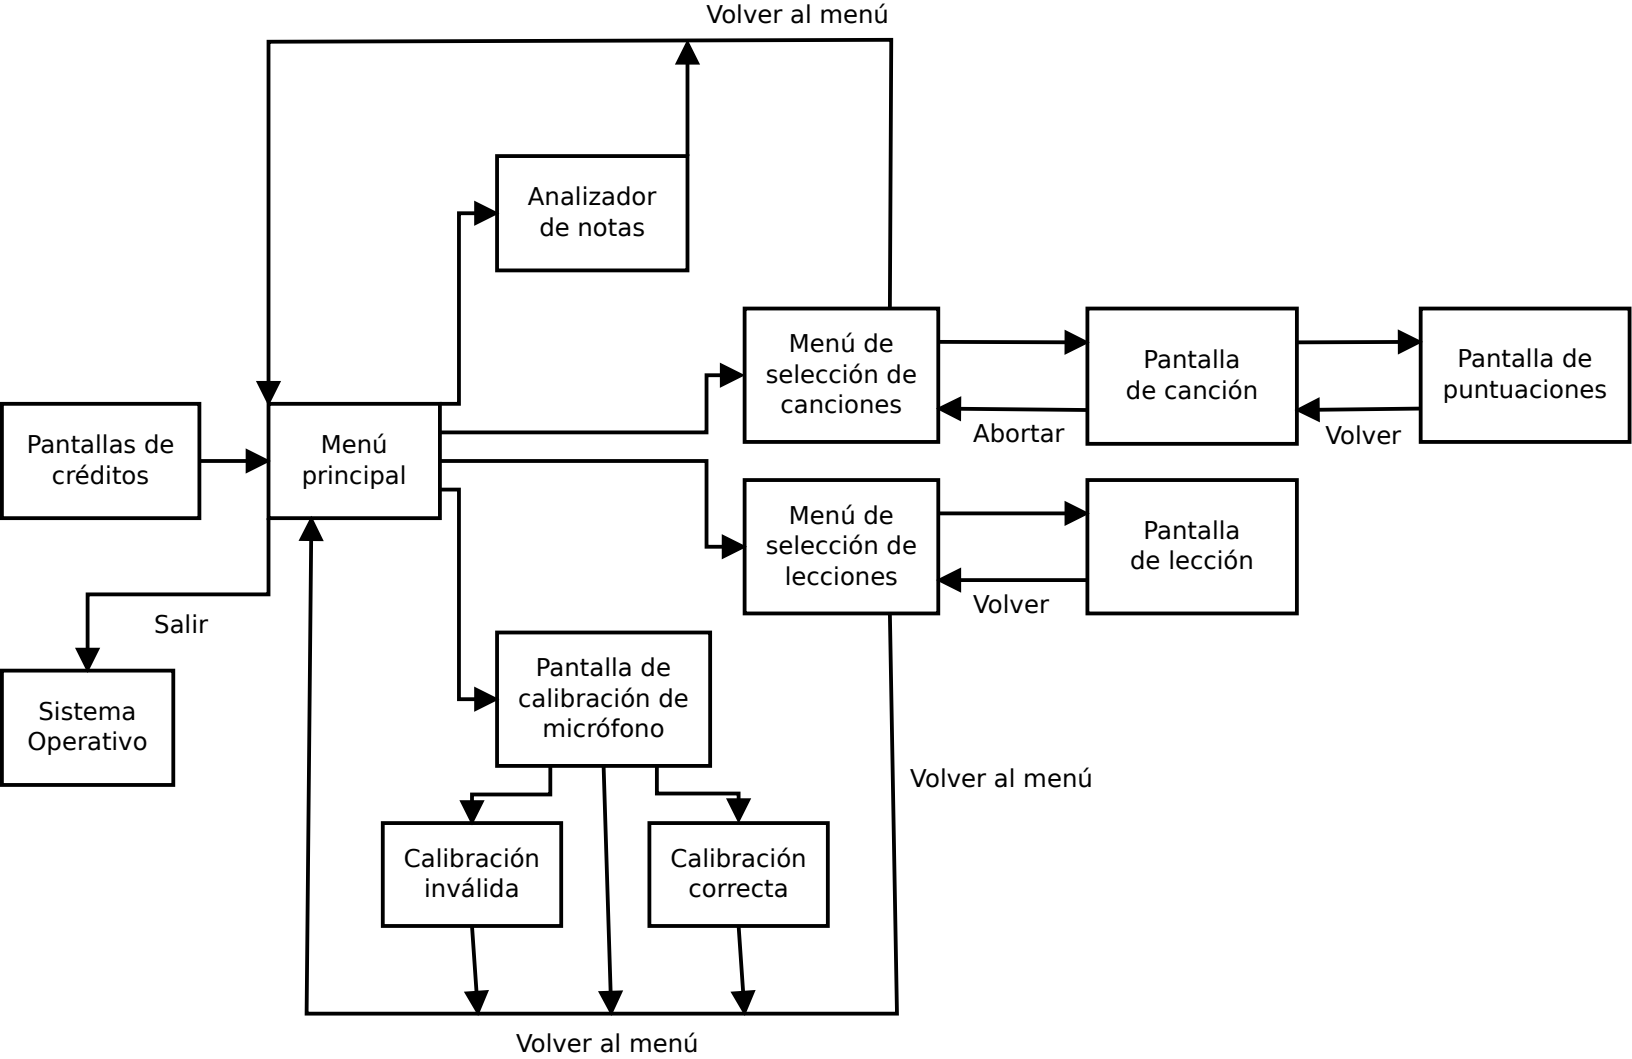 Volver al menú
Analizador
de notas
Menú de
selección de
canciones
Pantalla
de canción
Pantalla de
puntuaciones
Abortar
Volver
Pantallas de
créditos
Menú
principal
Menú de
selección de
lecciones
Pantalla
de lección
Volver
Salir
Sistema
Operativo
Pantalla de
calibración de
micrófono
Volver al menú
Calibración
inválida
Calibración
correcta
Volver al menú